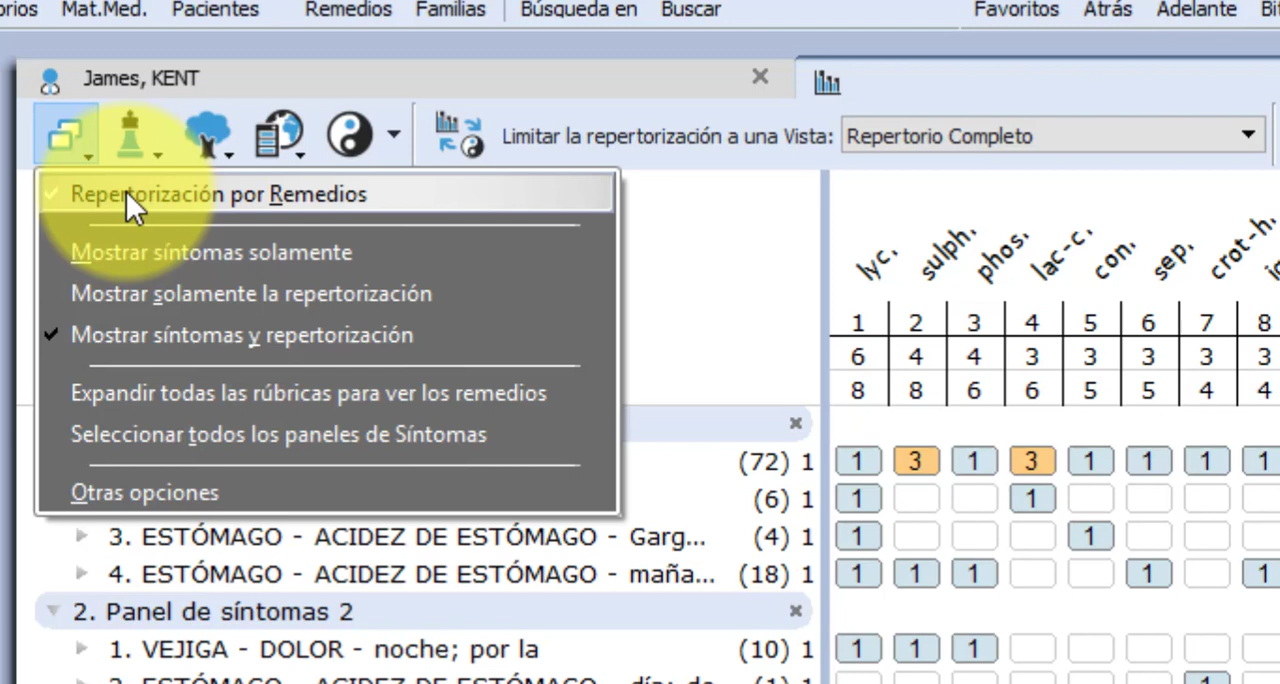 orios Mat.Med. Pacientes Remedios Familias Búsqueda en Buscar Favoritos Atrás Adelante Bi
James, KENT
Limitar la repertorización a una Vista: Repertorio Completo
Repertorización por Remedios
Mostrar síntomas solamente
Mostrar solamente la repertorización
Mostrar síntomas y repertorización
Expandir todas las rúbricas para ver los remedios
Seleccionar todos los paneles de Síntomas
Otras opciones
lyc. sulph. phos. lac-c. con. sep. crot-h.
1 2 3 4 5 6 7 8
6 4 4 3 3 3 3 3
8 8 6 6 5 5 4 4
(72) 1 1 3 1 3 1 1 1 1
(6) 1 1 1
3. ESTÓMAGO - ACIDEZ DE ESTÓMAGO - Garg... (4) 1 1 1
4. ESTÓMAGO - ACIDEZ DE ESTÓMAGO - maña... (18) 1 1 1 1 1 1
2. Panel de síntomas 2
1. VEJIGA - DOLOR - noche; por la (10) 1 1 1 1